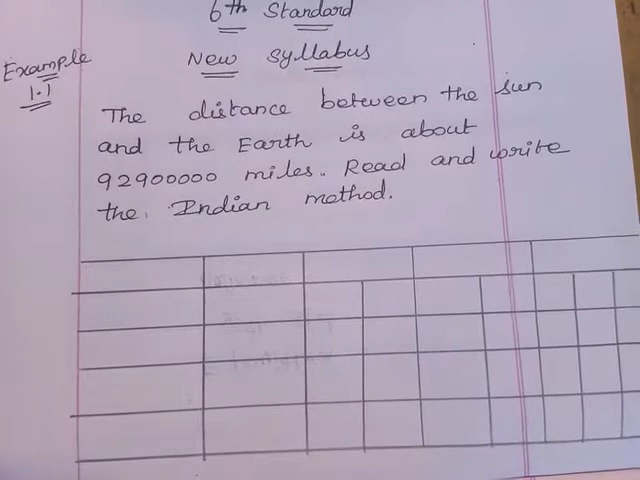 6th Standard
New Syllabus
Example
1.1
The distance between the sun
and the Earth is about
92900000 miles. Read and write
the. Indian method.